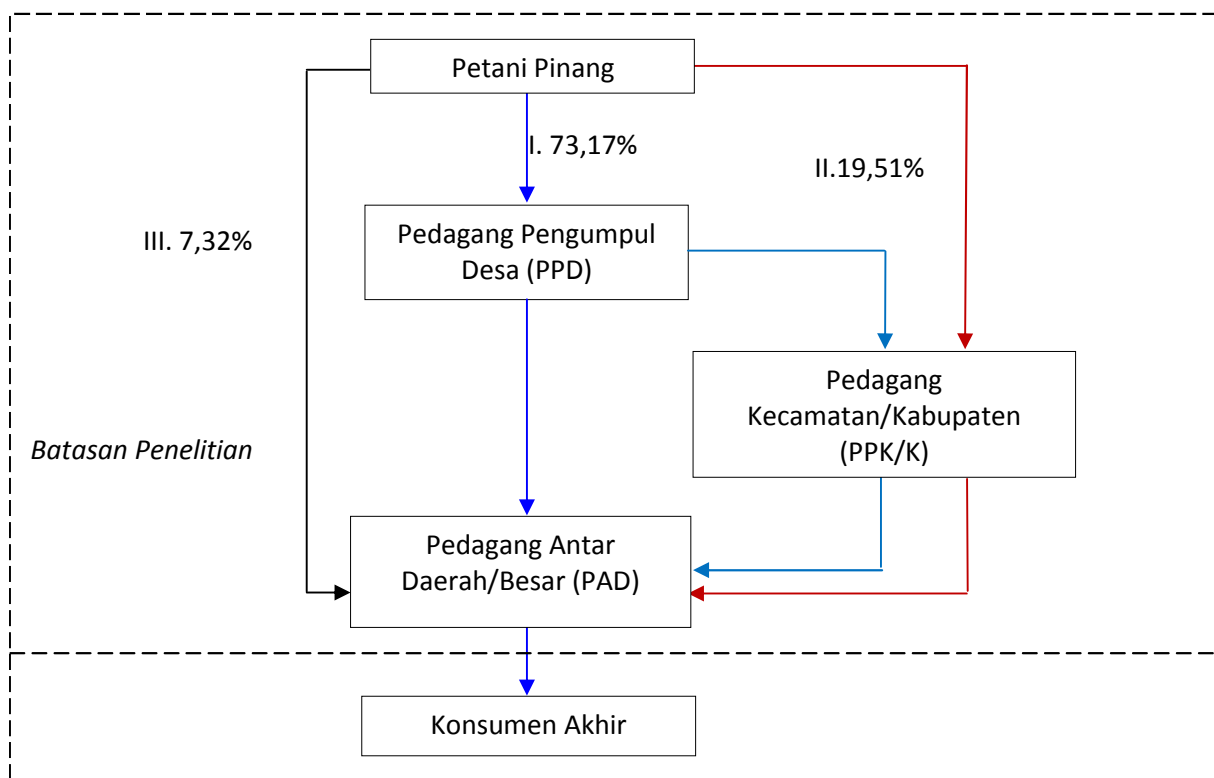 Petani Pinang
I. 73,17%
II.19,51%
III. 7,32%
Pedagang Pengumpul
Desa (PPD)
Pedagang
Kecamatan/Kabupaten
(PPK/K)
Batasan Penelitian
Pedagang Antar
Daerah/Besar (PAD)
Konsumen Akhir